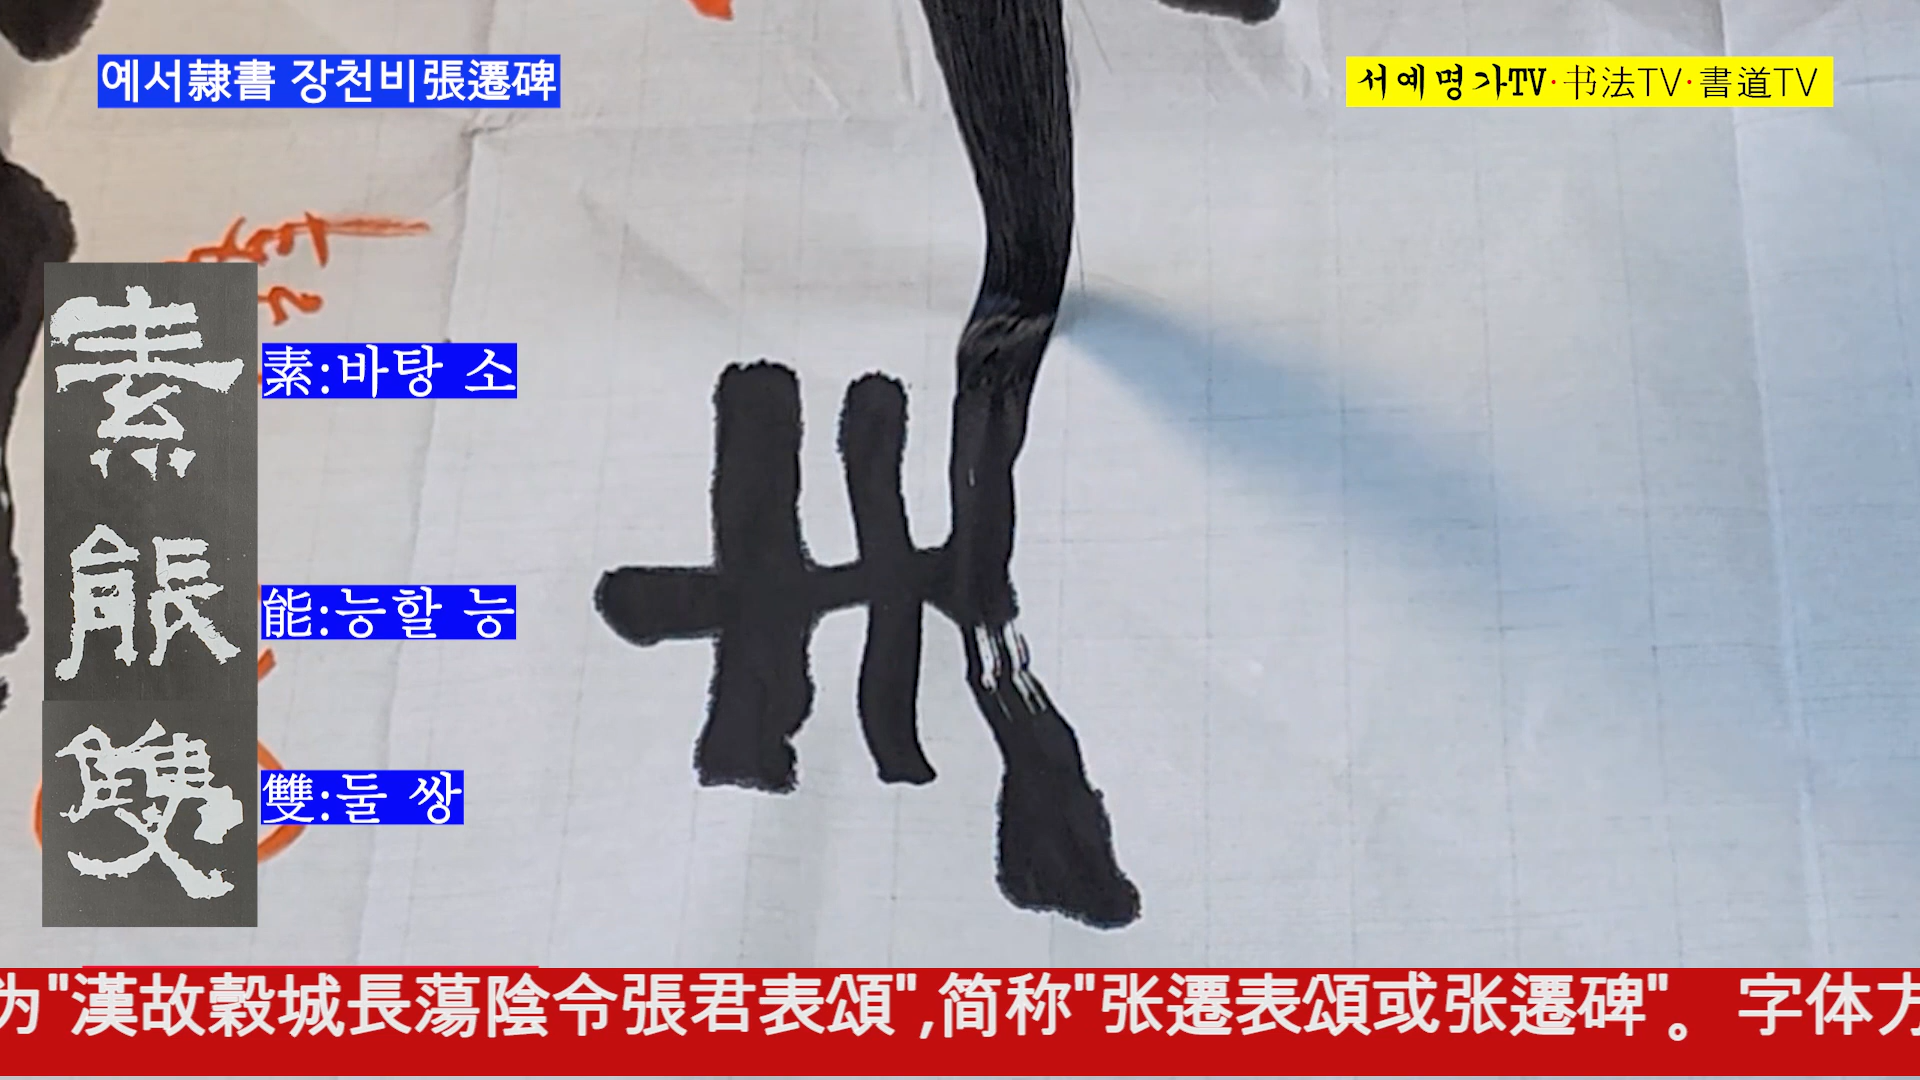 예서隸書 장천비張遷碑
서예명가TV·书法TV·書道TV
素
能
雙
素:바탕 소
能:능할 능
雙:둘 쌍
为"漢故穀城長蕩陰令張君表頌",简称"张遷表頌或张遷碑"。 字体方